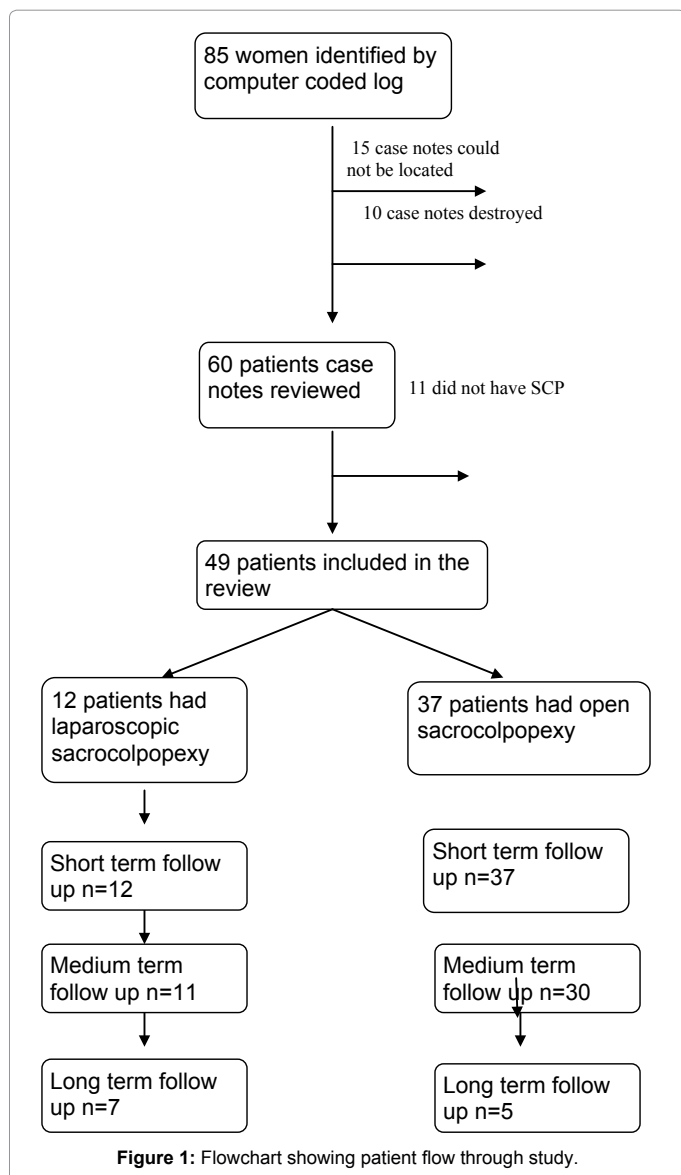 85 women identified by
computer coded log
15 case notes could
not be located
10 case notes destroyed
60 patients case
notes reviewed
11 did not have SCP
49 patients included in the
review
12 patients had
laparoscopic
sacrocolpopexy
37 patients had open
sacrocolpopexy
Short term follow
up n=12
Short term follow
up n=37
Medium term
follow up n=11
Medium term
follow up n=30
Long term follow
up n=7
Long term follow
up n=5
Figure 1: Flowchart showing patient flow through study.